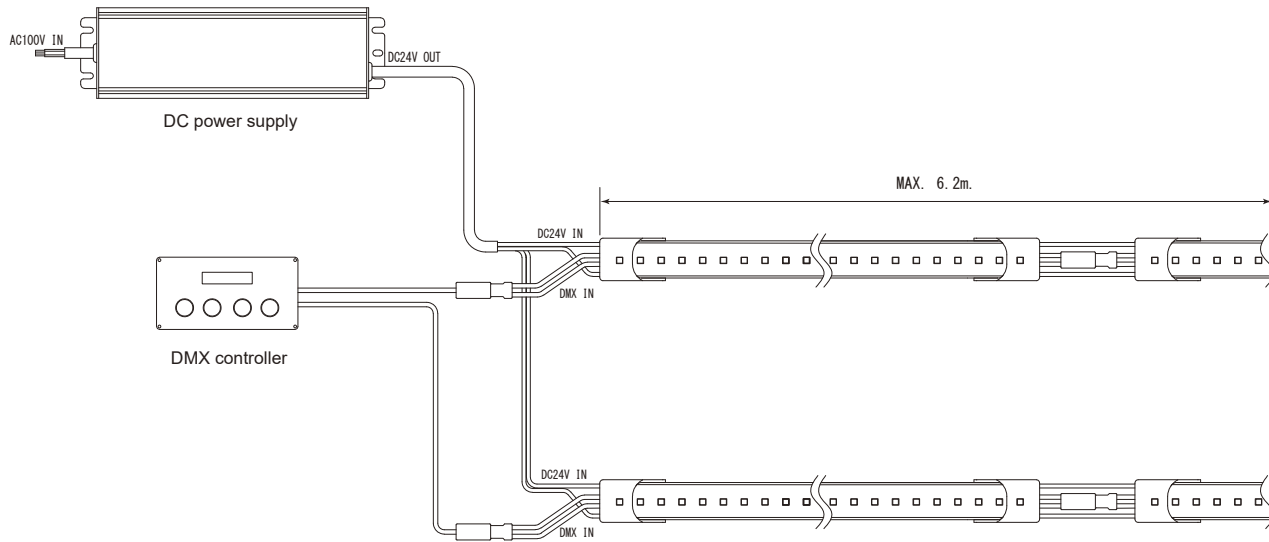 AC100V IN
DC24V OUT
DC power supply
MAX. 6.2m.
DC24V IN
DMX IN
DMX controller
DC24V IN
DMX IN